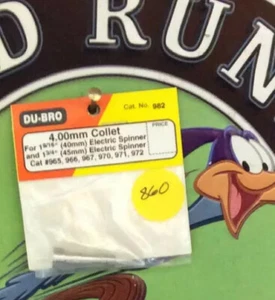 D RUN
DU-BRO
Cat. No. 982
4.00mm Collet
PRICE
For 1 9/16" (40mm) Electric Spinner
and 1 3/4" (45mm) Electric Spinner
Cat #965, 966, 967, 970, 971, 972
860